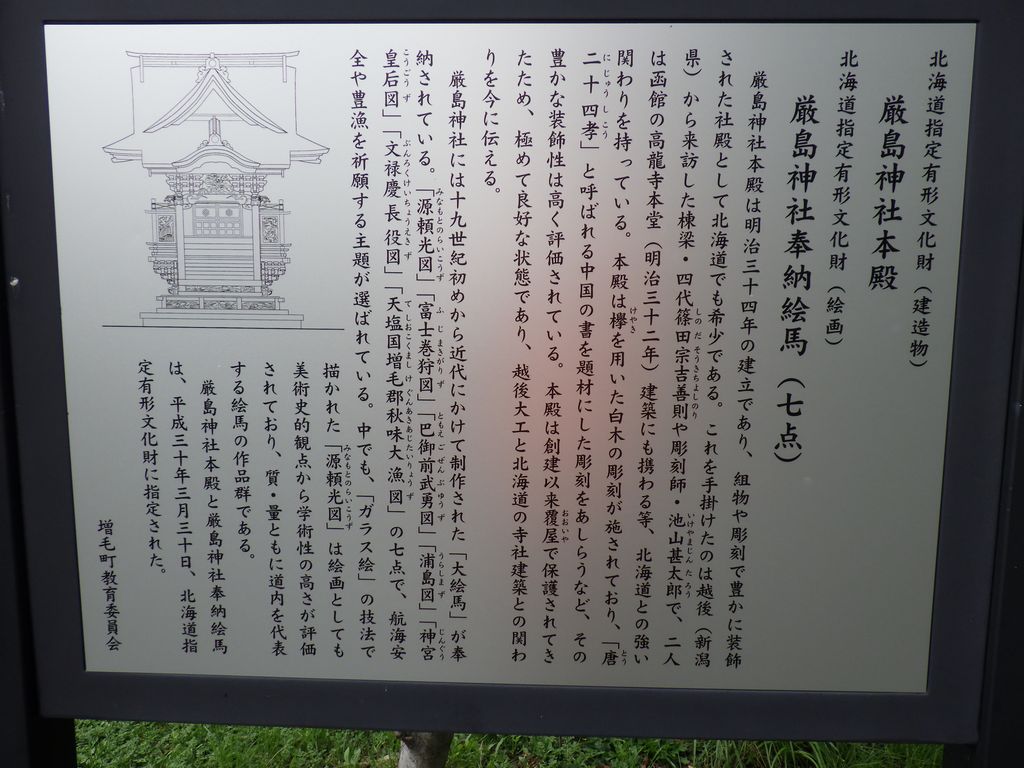 北海道指定有形文化財（建造物）
厳島神社本殿
北海道指定有形文化財（絵画）
厳島神社奉納絵馬（七点）
厳島神社本殿は明治三十四年の建立であり、組物や彫刻で豊かに装飾
された社殿として北海道でも希少である。これを手掛けたのは越後（新潟
県）から来訪した棟梁・四代篠田宗吉善則や彫刻師・池山甚太郎で、二人
は函館の高龍寺本堂（明治三十二年）建築にも携わる等、北海道との強い
関わりを持っている。本殿は欅を用いた白木の彫刻が施されており、「唐
二十四孝」と呼ばれる中国の書を題材にした彫刻をあしらうなど、その
豊かな装飾性は高く評価されている。本殿は創建以来覆屋で保護されてき
たため、極めて良好な状態であり、越後大工と北海道の寺社建築との関わ
りを今に伝える。
厳島神社には十九世紀初めから近代にかけて制作された「大絵馬」が奉
納されている。「源頼光図」「富士巻狩図」「巴御前武勇図」「浦島図」「神宮
皇后図」「文禄慶長役図」「天塩国増毛郡秋味大漁図」の七点で、航海安
全や豊漁を祈願する主題が選ばれている。中でも、「ガラス絵」の技法で
描かれた「源頼光図」は絵画としても
美術史的観点から学術性の高さが評価
されており、質・量ともに道内を代表
する絵馬の作品群である。
厳島神社本殿と厳島神社奉納絵馬
は、平成三十年三月三十日、北海道指
定有形文化財に指定された。
増毛町教育委員会